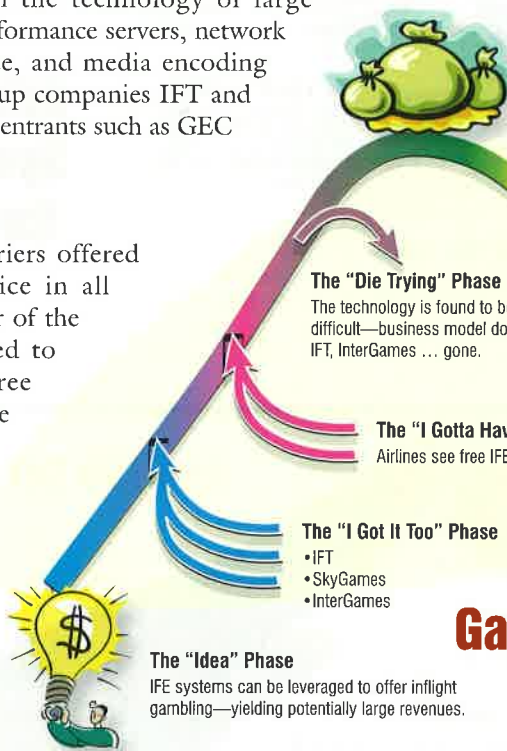 the technology of large
formance servers, network
e, and media encoding
up companies IFT and
entrants such as GEC
riers offered
ice in all
r of the
ed to
ree
e
The "Die Trying" Phase
The technology is found to b
difficult—business model do
IFT, InterGames ... gone.
The "I Gotta Hav
Airlines see free IFE
The "I Got It Too" Phase
•IFT
•SkyGames
•InterGames
Ga
$
The "Idea" Phase
IFE systems can be leveraged to offer inflight
gambling—yielding potentially large revenues.